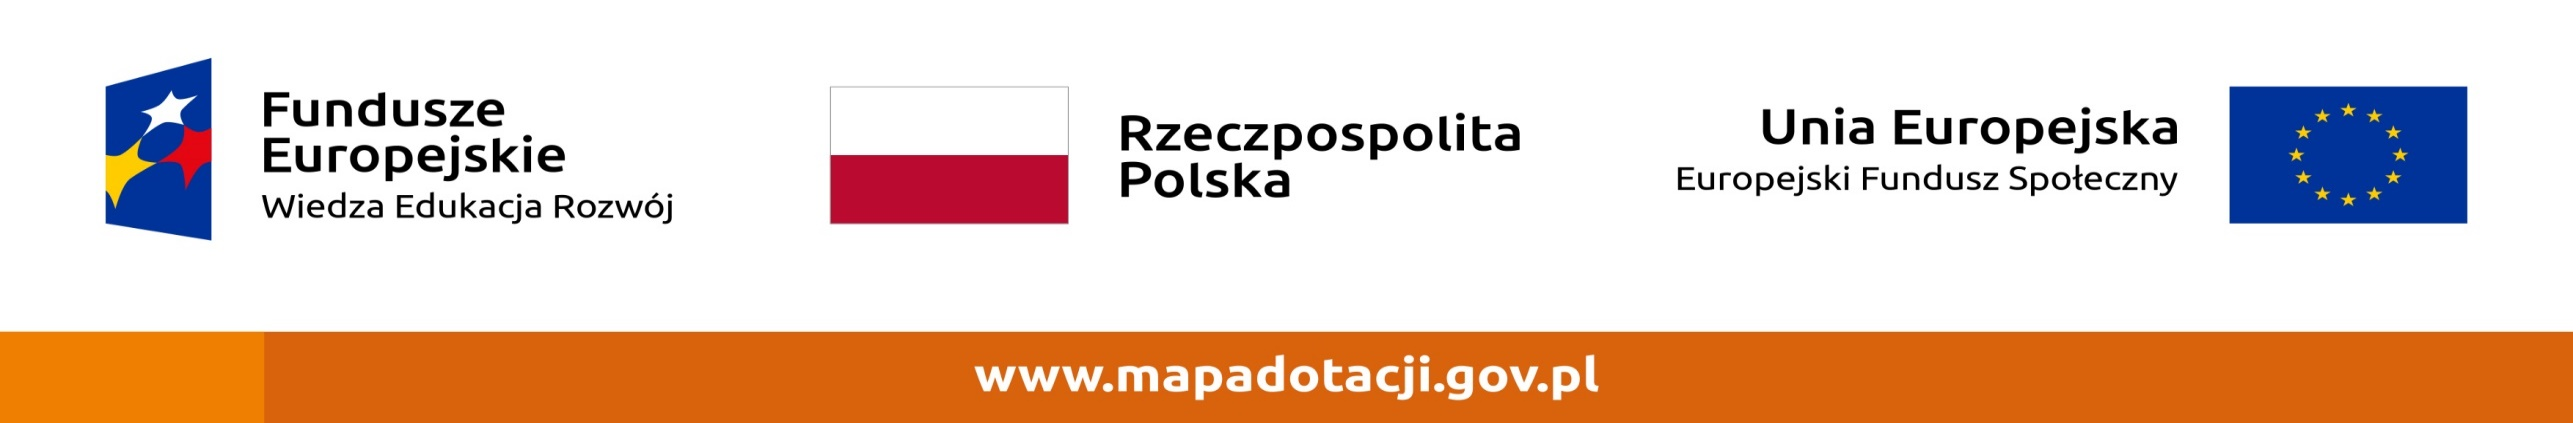 Fundusze
Europejskie
Wiedza Edukacja Rozwój
Rzeczpospolita
Polska
Unia Europejska
Europejski Fundusz Społeczny
www.mapadotacji.gov.pl